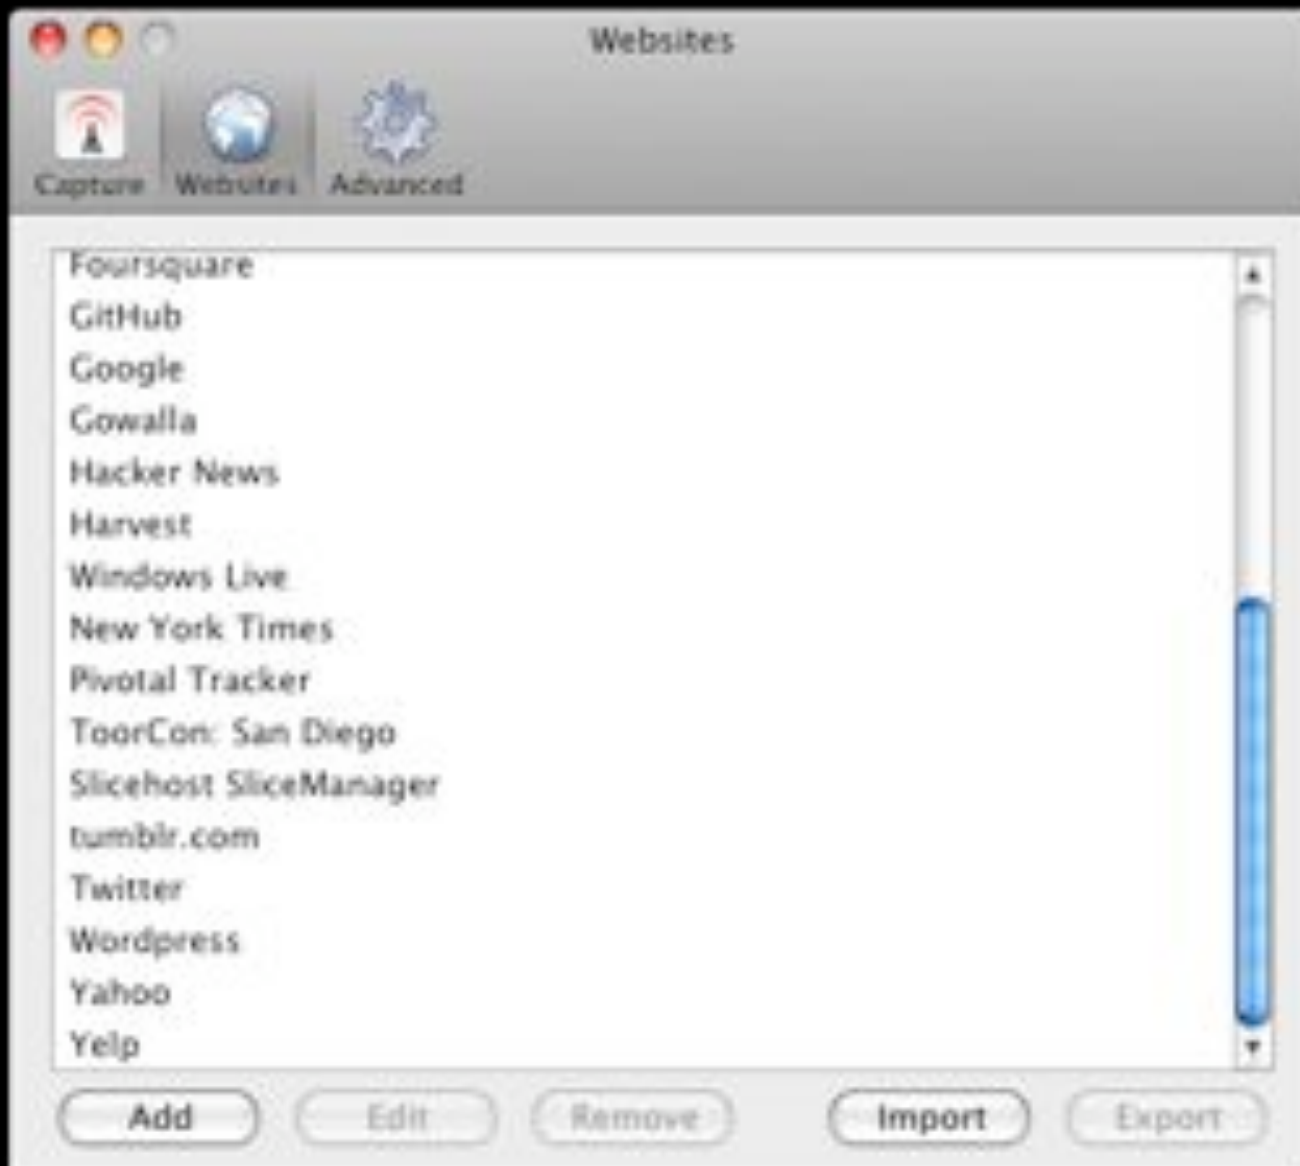 Websites
Capture Websites Advanced
Foursquare
GitHub
Google
Gowalla
Hacker News
Harvest
Windows Live
New York Times
Pivotal Tracker
ToorCon: San Diego
Slicehost SliceManager
tumblr.com
Twitter
Wordpress
Yahoo
Yelp
Add Edit Remove Import Export